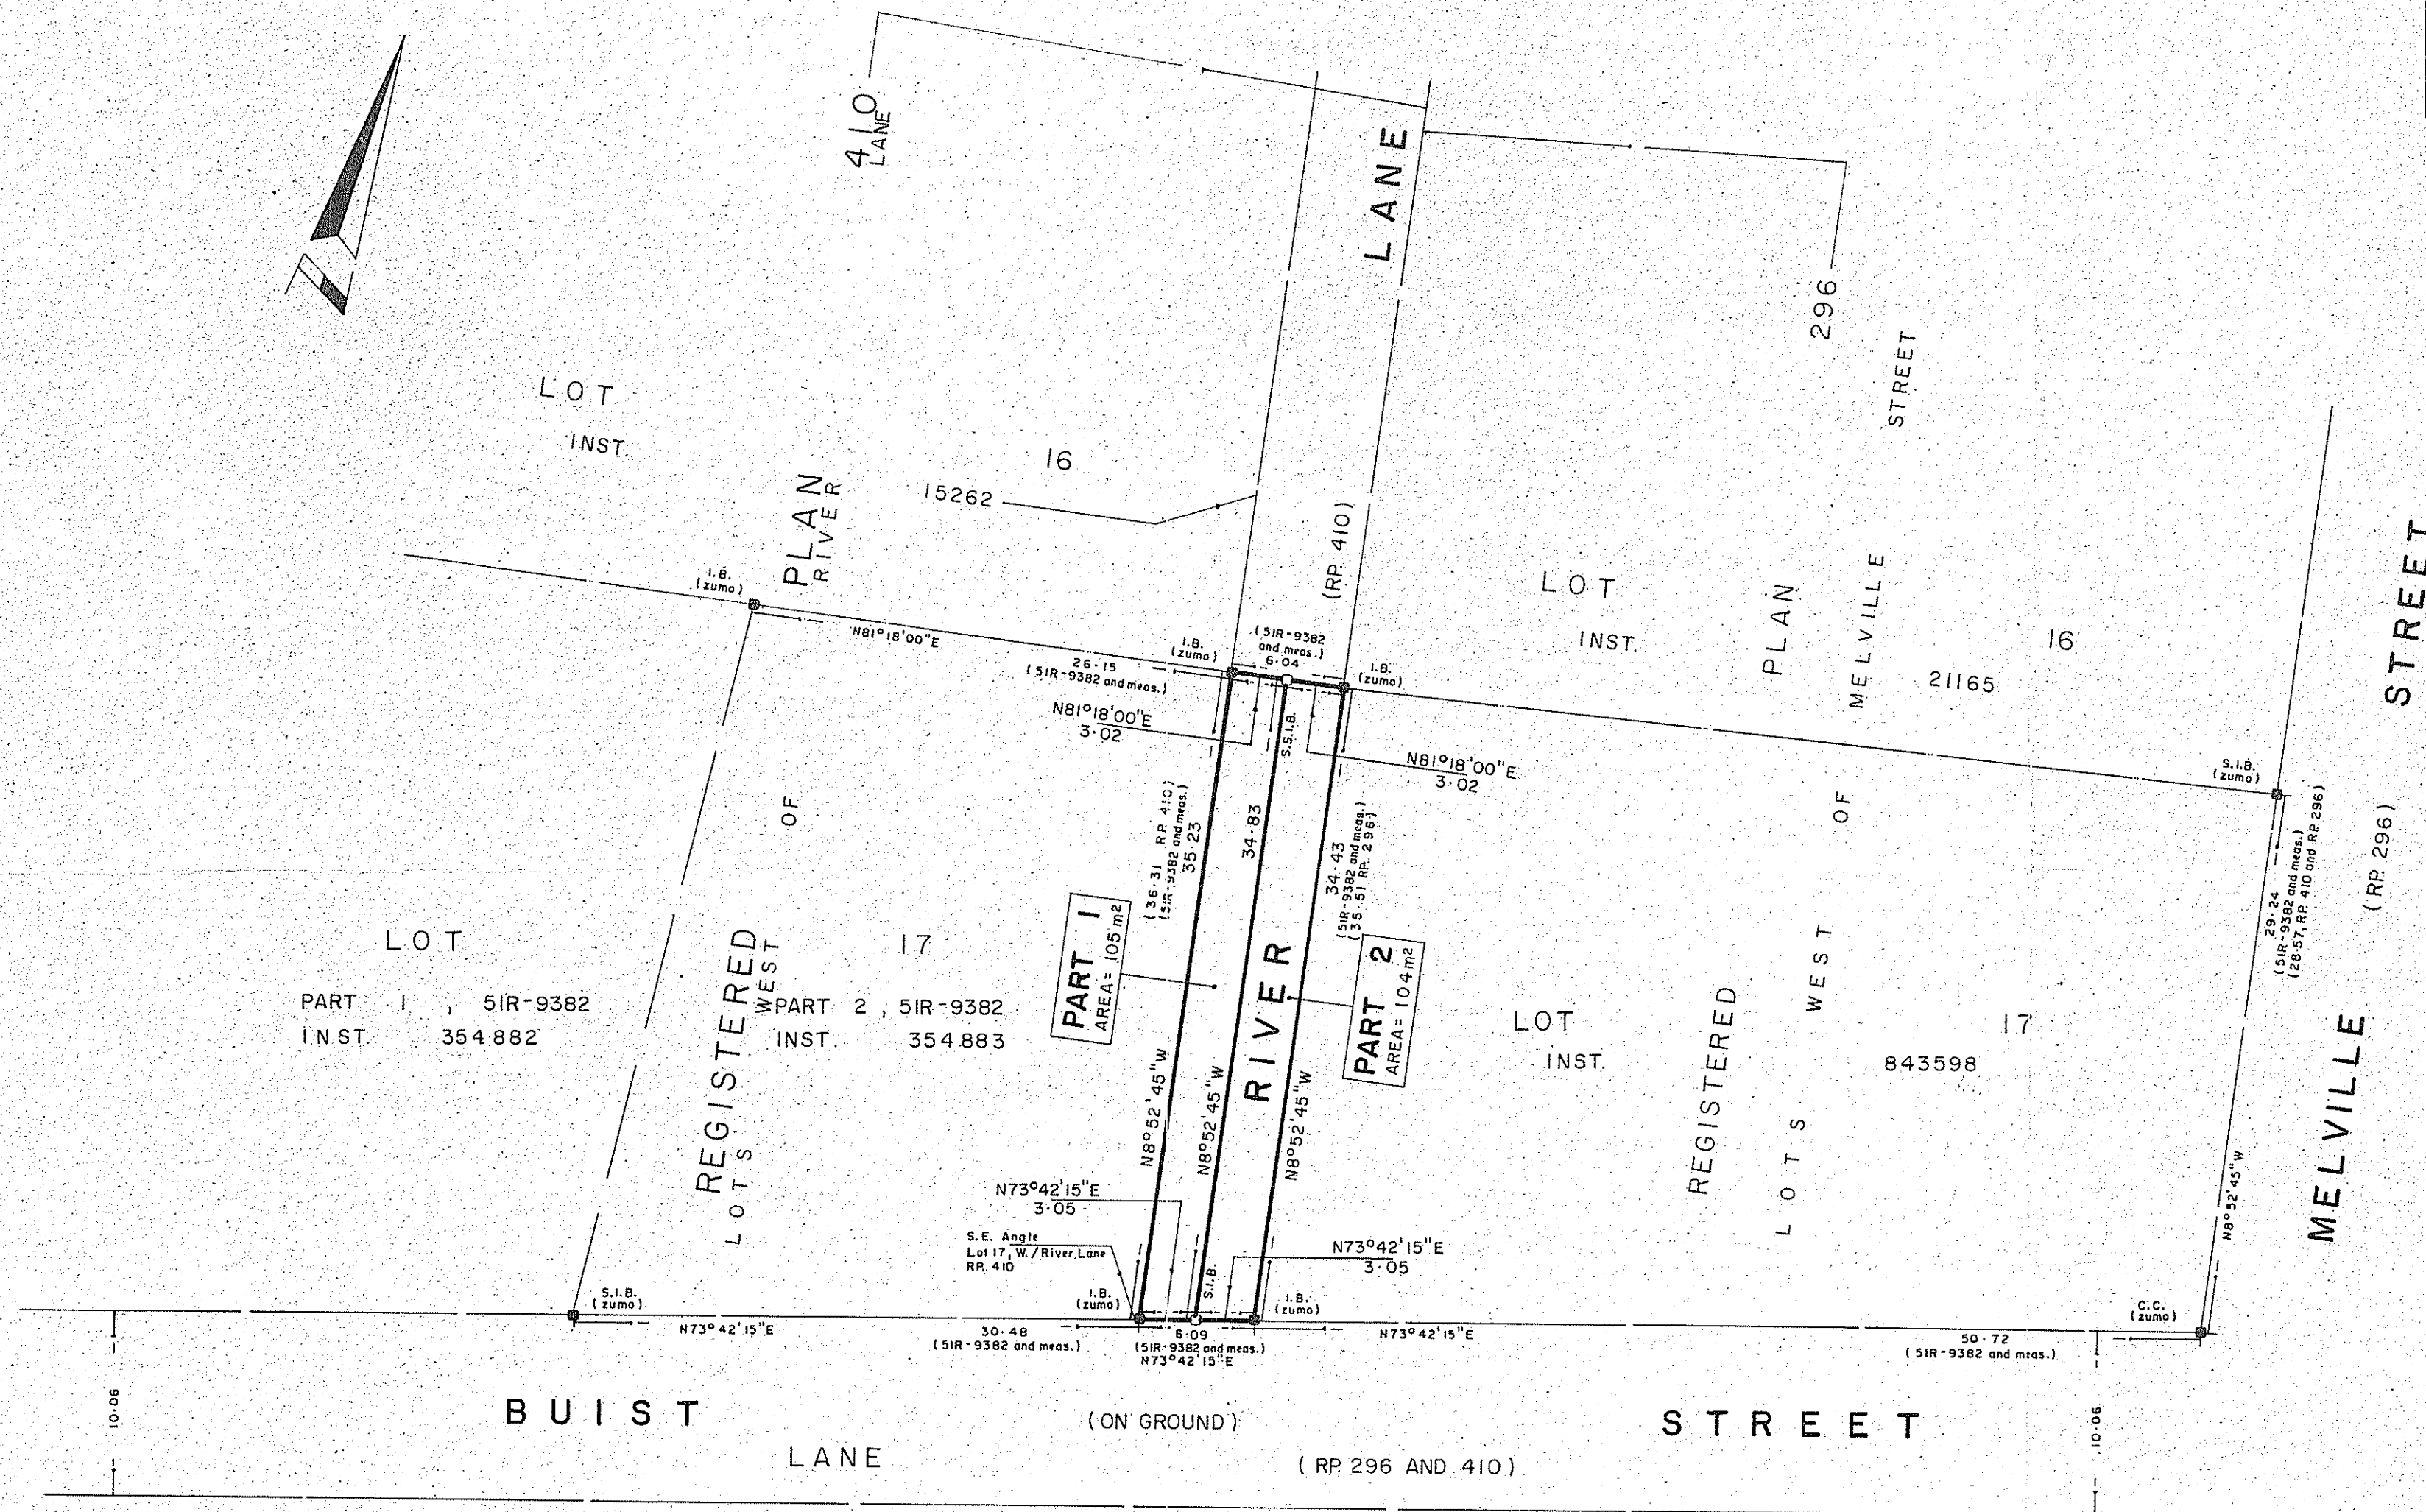 410
LANE
LANE
296
STREET
LOT
INST.
16
15262
PLAN
RIVER
(RP. 410)
LOT
INST.
16
21165
PLAN
MELVILLE
STREET
I.B.
(zumo)
N81°18'00"E
26·15
(51R-9382 and meas.)
I.B.
(zumo)
(51R-9382
and meas.)
6·04
I.B.
(zumo)
N81°18'00"E
3·02
S.S.I.B.
N81°18'00"E
3·02
S.I.B.
(zumo)
OF
(36·31 RP. 410)
(51R-9382 and meas.)
35·23
34·83
34·43
(51R-9382 and meas.)
(35·51 RP. 296)
OF
29·24
(51R-9382 and meas.)
(28·57, RP. 410 and RP. 296)
(RP. 296)
LOT
17
PART 1 , 51R-9382
INST. 354882
REGISTERED
WEST
LOTS
PART 2 , 51R-9382
INST. 354883
PART 1
AREA= 105 m2
RIVER
PART 2
AREA= 104 m2
LOT
17
INST.
843598
REGISTERED
LOTS WEST
MELVILLE
N8°52'45"W
N8°52'45"W
N8°52'45"W
N8°52'45"W
N73°42'15"E
3·05
S.E. Angle
Lot 17, W./River Lane
RP. 410
N73°42'15"E
3·05
S.I.B.
(zumo)
I.B.
(zumo)
S.I.B.
I.B.
(zumo)
C.C.
(zumo)
N73°42'15"E
30·48
(51R-9382 and meas.)
6·09
(51R-9382 and meas.)
N73°42'15"E
N73°42'15"E
50·72
(51R-9382 and meas.)
10·06
BUIST
(ON GROUND)
STREET
10·06
LANE
(RP. 296 AND 410)